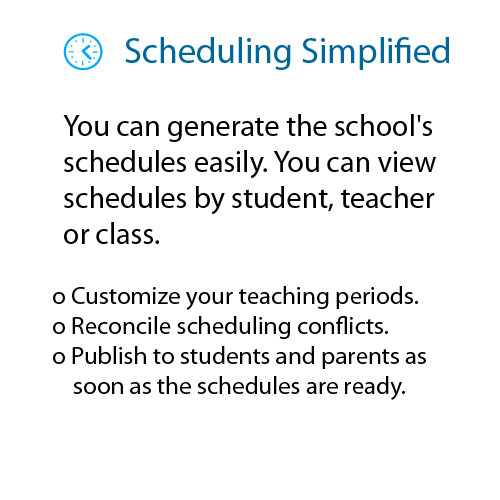 Scheduling Simplified
You can generate the school's
schedules easily. You can view
schedules by student, teacher
or class.
o Customize your teaching periods.
o Reconcile scheduling conflicts.
o Publish to students and parents as
soon as the schedules are ready.